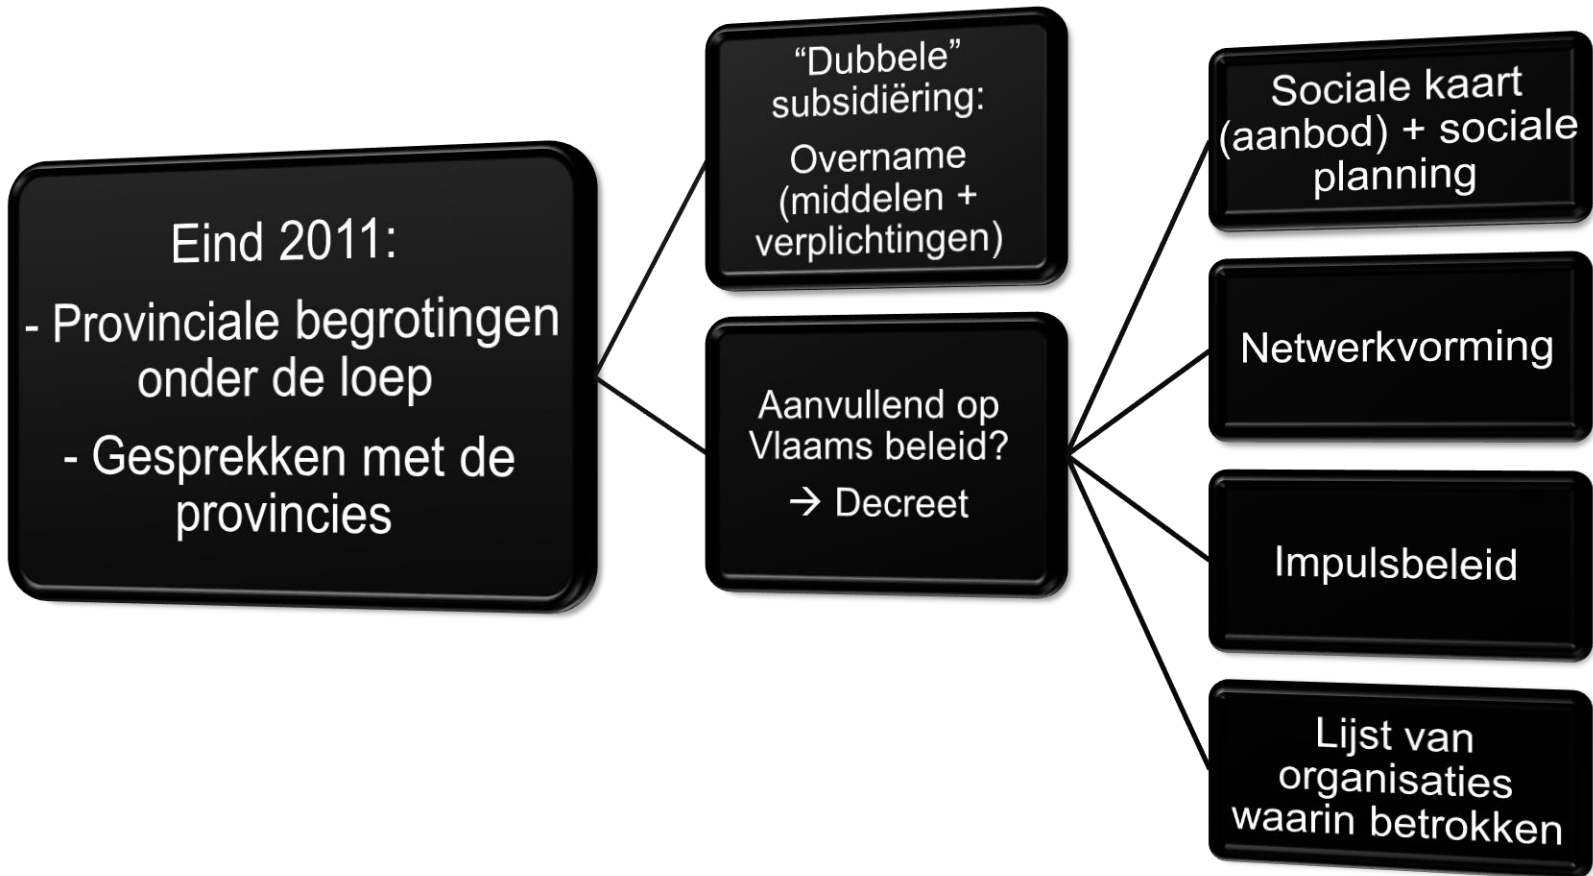 Eind 2011:
- Provinciale begrotingen
onder de loep
- Gesprekken met de
provincies
“Dubbele”
subsidiëring:
Overname
(middelen +
verplichtingen)
Aanvullend op
Vlaams beleid?
→ Decreet
Sociale kaart
(aanbod) + sociale
planning
Netwerkvorming
Impulsbeleid
Lijst van
organisaties
waarin betrokken